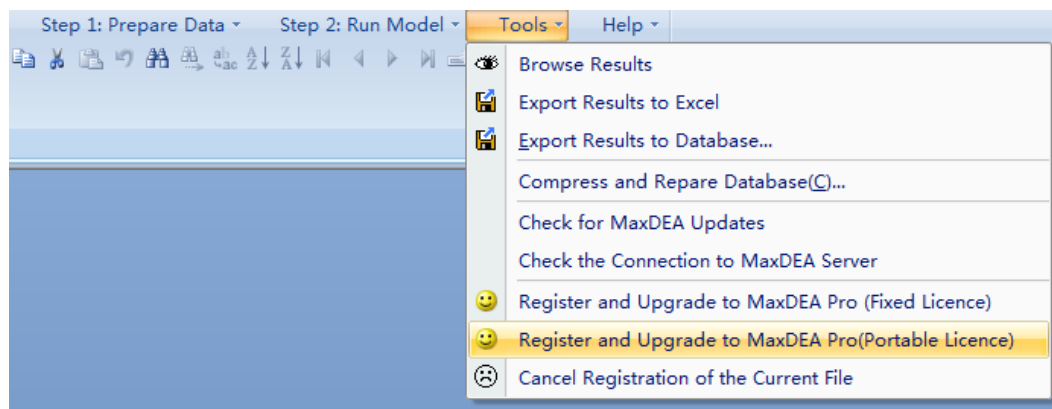 Step 1: Prepare Data Step 2: Run Model Tools Help
Browse Results
Export Results to Excel
Export Results to Database...
Compress and Repare Database(C)...
Check for MaxDEA Updates
Check the Connection to MaxDEA Server
Register and Upgrade to MaxDEA Pro (Fixed Licence)
Register and Upgrade to MaxDEA Pro(Portable Licence)
Cancel Registration of the Current File